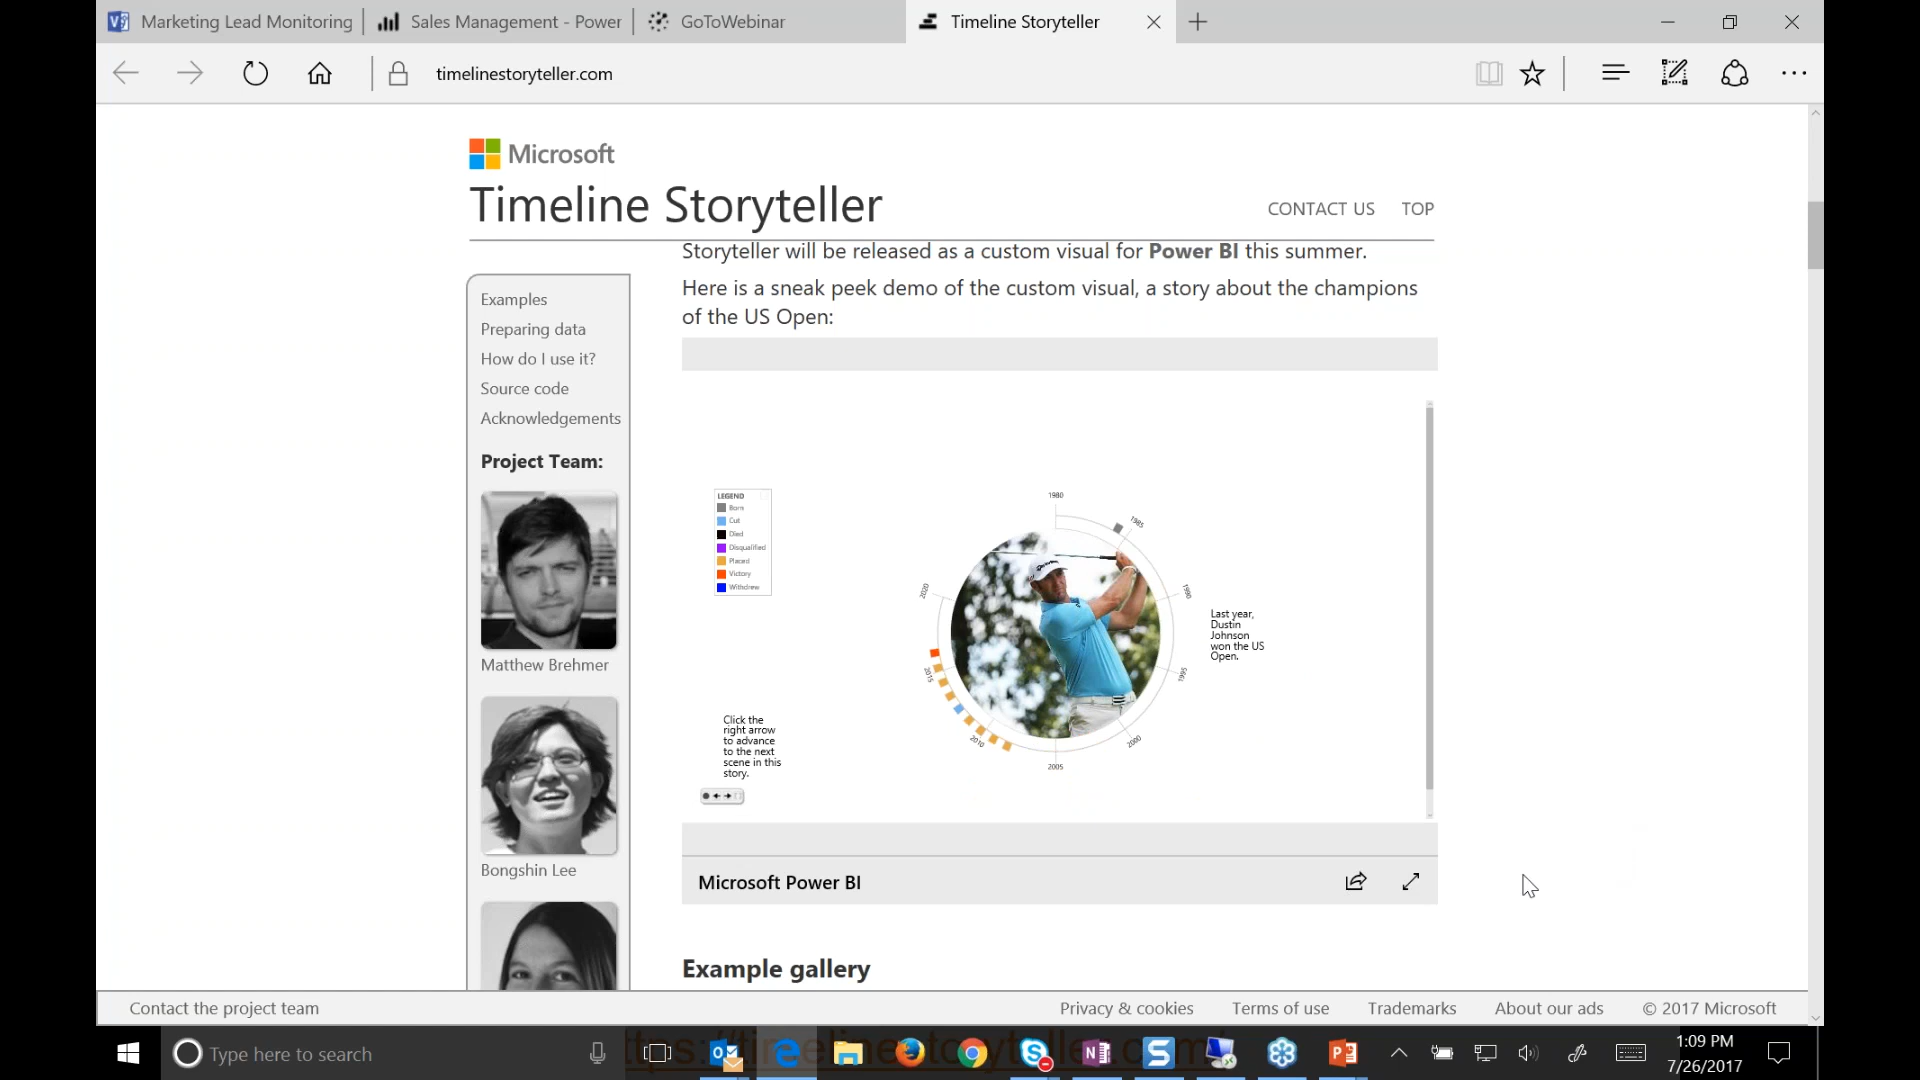 Marketing Lead Monitoring
Sales Management - Power
GoToWebinar
Timeline Storyteller
timelinestoryteller.com
Microsoft
Timeline Storyteller
CONTACT US
TOP
Storyteller will be released as a custom visual for Power BI this summer.
Here is a sneak peek demo of the custom visual, a story about the champions
of the US Open:
Examples
Preparing data
How do I use it?
Source code
Acknowledgements
Project Team:
Matthew Brehmer
Bongshin Lee
LEGEND
Born
Cut
Died
Disqualified
Placed
Victory
Withdrew
1980
1985
1990
1995
2000
2005
2010
2015
2020
Last year,
Dustin
Johnson
won the US
Open.
Click the
right arrow
to advance
to the next
scene in this
story.
Microsoft Power BI
Example gallery
Contact the project team
Privacy & cookies
Terms of use
Trademarks
About our ads
© 2017 Microsoft
Type here to search
1:09 PM
7/26/2017